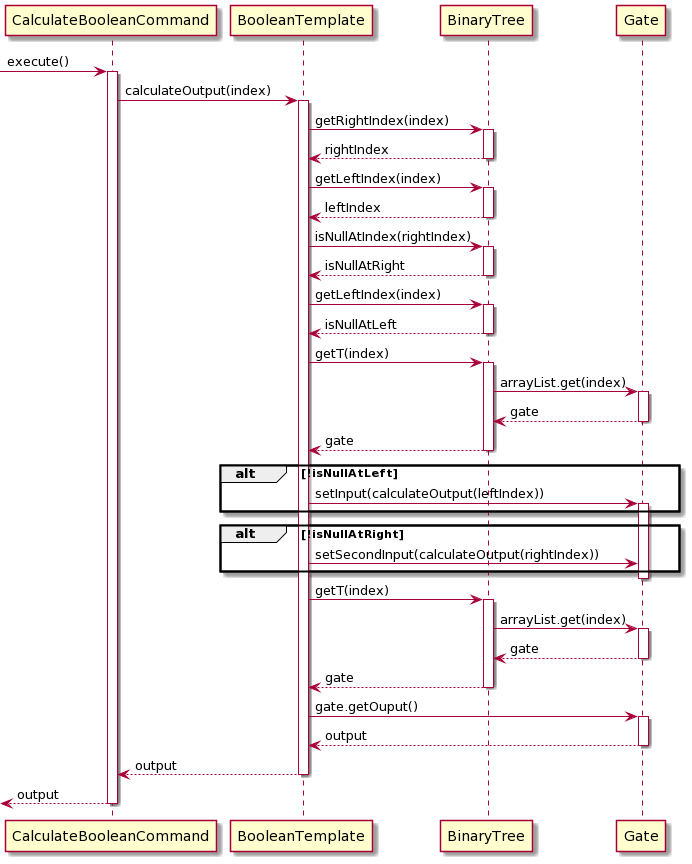 CalculateBooleanCommand BooleanTemplate BinaryTree Gate
execute()
calculateOutput(index)
getRightIndex(index)
rightIndex
getLeftIndex(index)
leftIndex
isNullAtIndex(rightIndex)
isNullAtRight
getLeftIndex(index)
isNullAtLeft
getT(index)
arrayList.get(index)
gate
gate
alt [!isNullAtLeft]
setInput(calculateOutput(leftIndex))
alt [!isNullAtRight]
setSecondInput(calculateOutput(rightIndex))
getT(index)
arrayList.get(index)
gate
gate
gate.getOuput()
output
output
output
CalculateBooleanCommand BooleanTemplate BinaryTree Gate